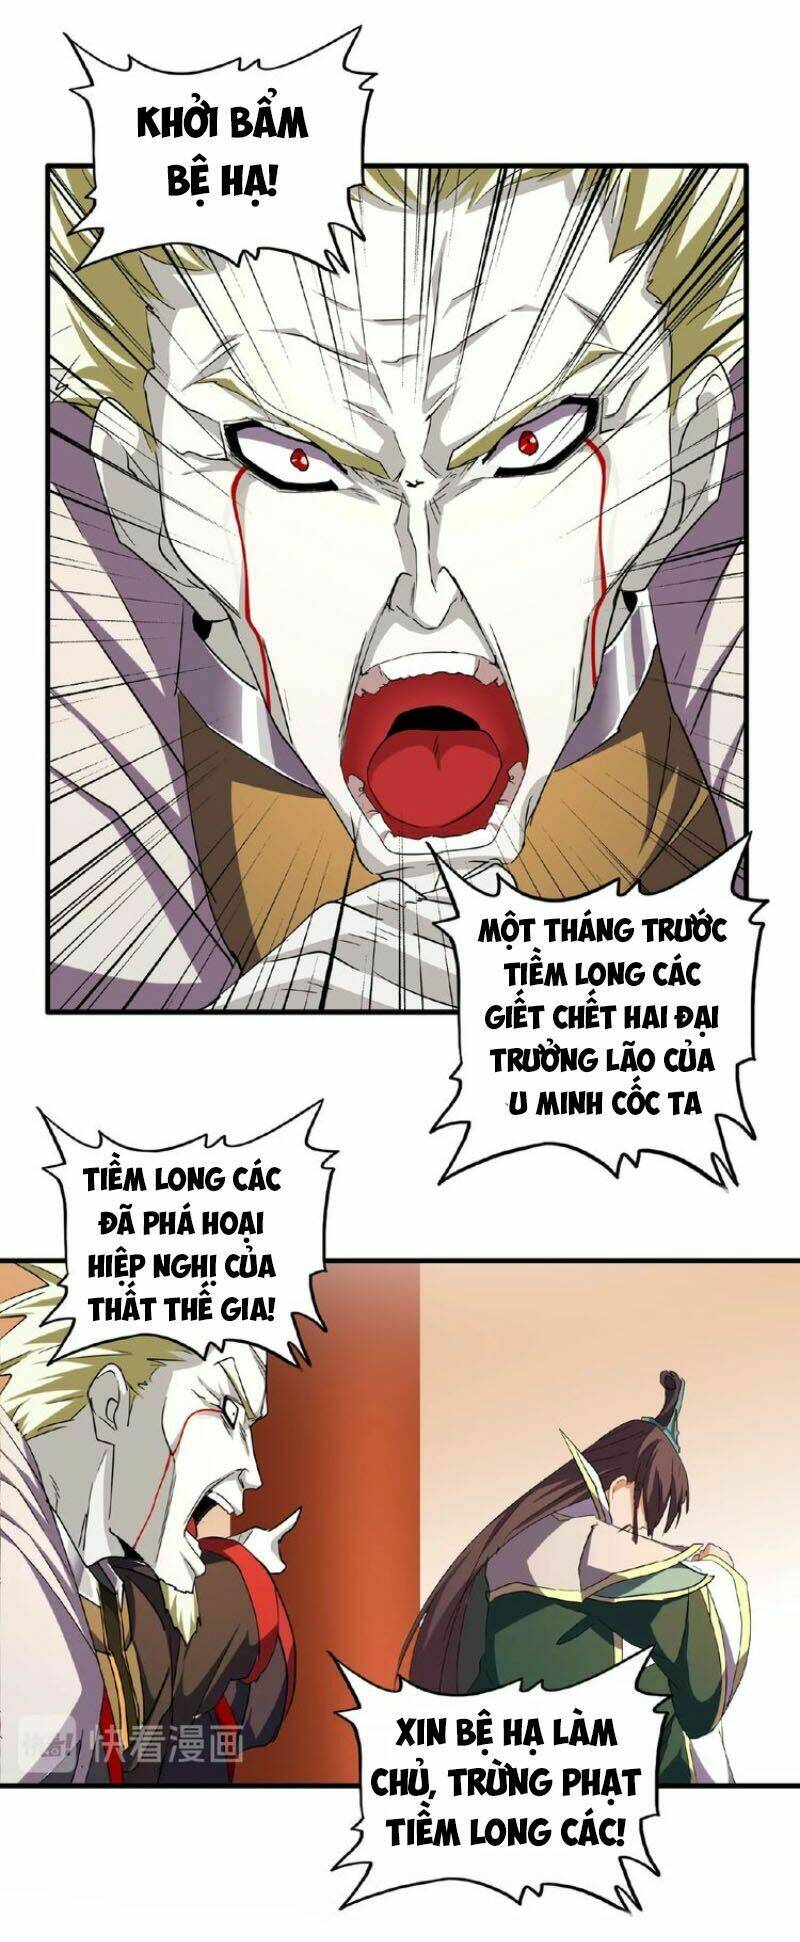 KHỞI BẨM
BỆ HẠ!
MỘT THÁNG TRƯỚC
TIỀM LONG CÁC
GIẾT CHẾT HAI ĐẠI
TRƯỞNG LÃO CỦA
U MINH CỐC TA
TIỀM LONG CÁC
ĐÃ PHÁ HOẠI
HIỆP NGHỊ CỦA
THẤT THẾ GIA!
快看! 快看漫画
XIN BỆ HẠ LÀM
CHỦ, TRỪNG PHẠT
TIỀM LONG CÁC!